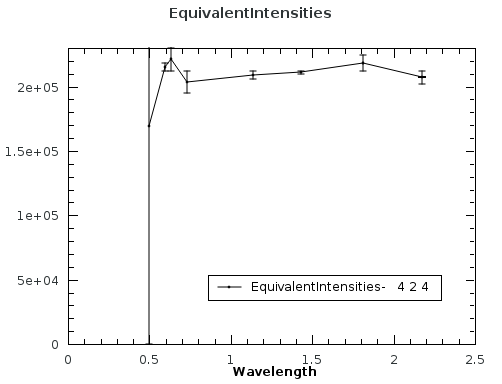 EquivalentIntensities
2e+05
1.5e+05
1e+05
5e+04
0
EquivalentIntensities- 4 2 4
0 0.5 1 1.5 2 2.5
Wavelength